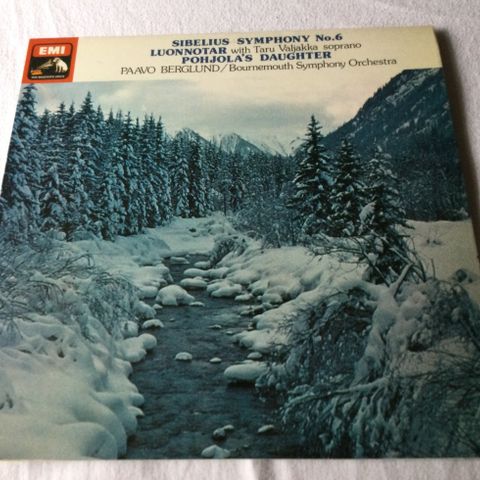 EMI
SIBELIUS SYMPHONY No.6
LUONNOTAR with Taru Valjakka soprano
POHJOLA'S DAUGHTER
PAAVO BERGLUND/Bournemouth Symphony Orchestra